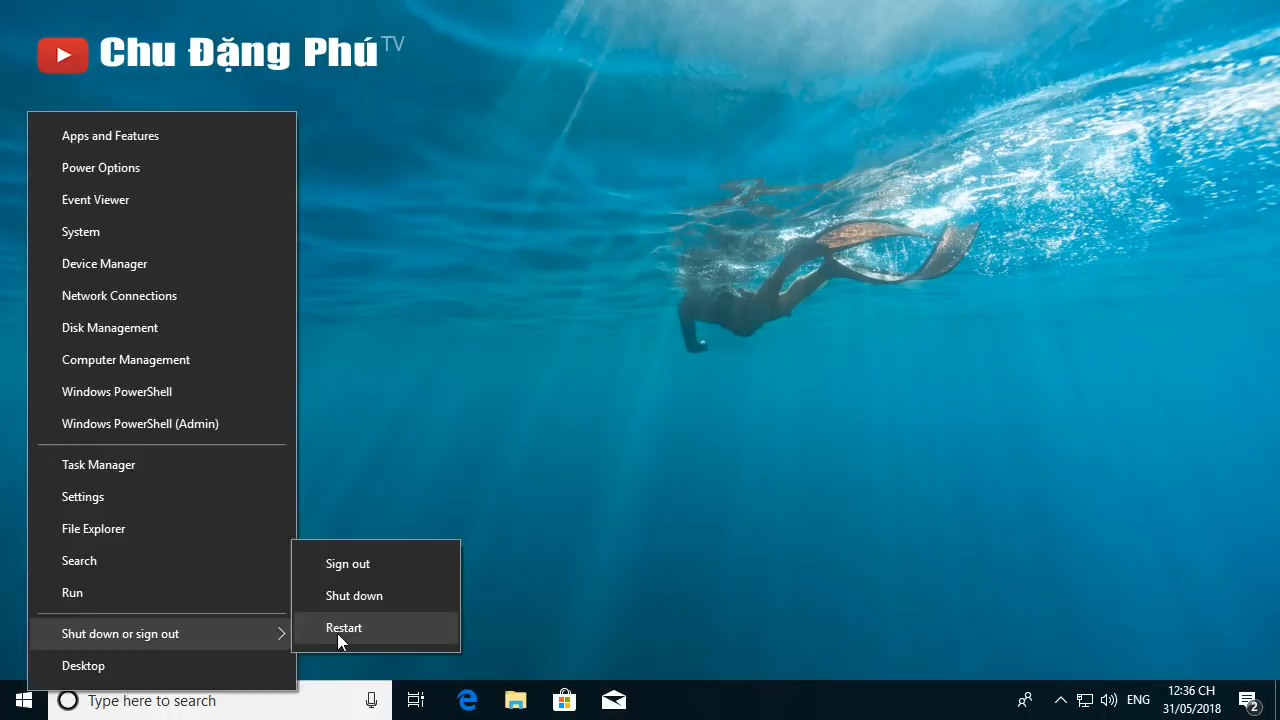 Chu Đặng Phú TV
Apps and Features
Power Options
Event Viewer
System
Device Manager
Network Connections
Disk Management
Computer Management
Windows PowerShell
Windows PowerShell (Admin)
Task Manager
Settings
File Explorer
Search
Run
Shut down or sign out
Desktop
Sign out
Shut down
Restart
Type here to search
ENG
12:36 CH
31/05/2018
2